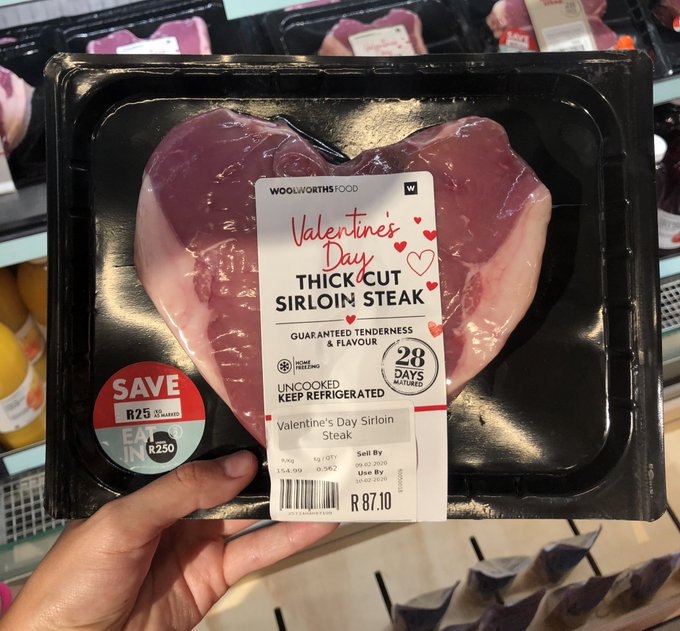 WOOLWORTHS FOOD W
Valentine's
Day
THICK CUT
SIRLOIN STEAK
GUARANTEED TENDERNESS
& FLAVOUR
HOME
FREEZING
28
DAYS
MATURED
UNCOOKED
KEEP REFRIGERATED
Valentine's Day Sirloin
Steak
R/Kg kg/QTY Sell By
154.99 0.562 09-02-2020
Use By
10-02-2020
R 87.10
SAVE
R25 /KG AS MARKED
EAT
IN
R250
SAVE